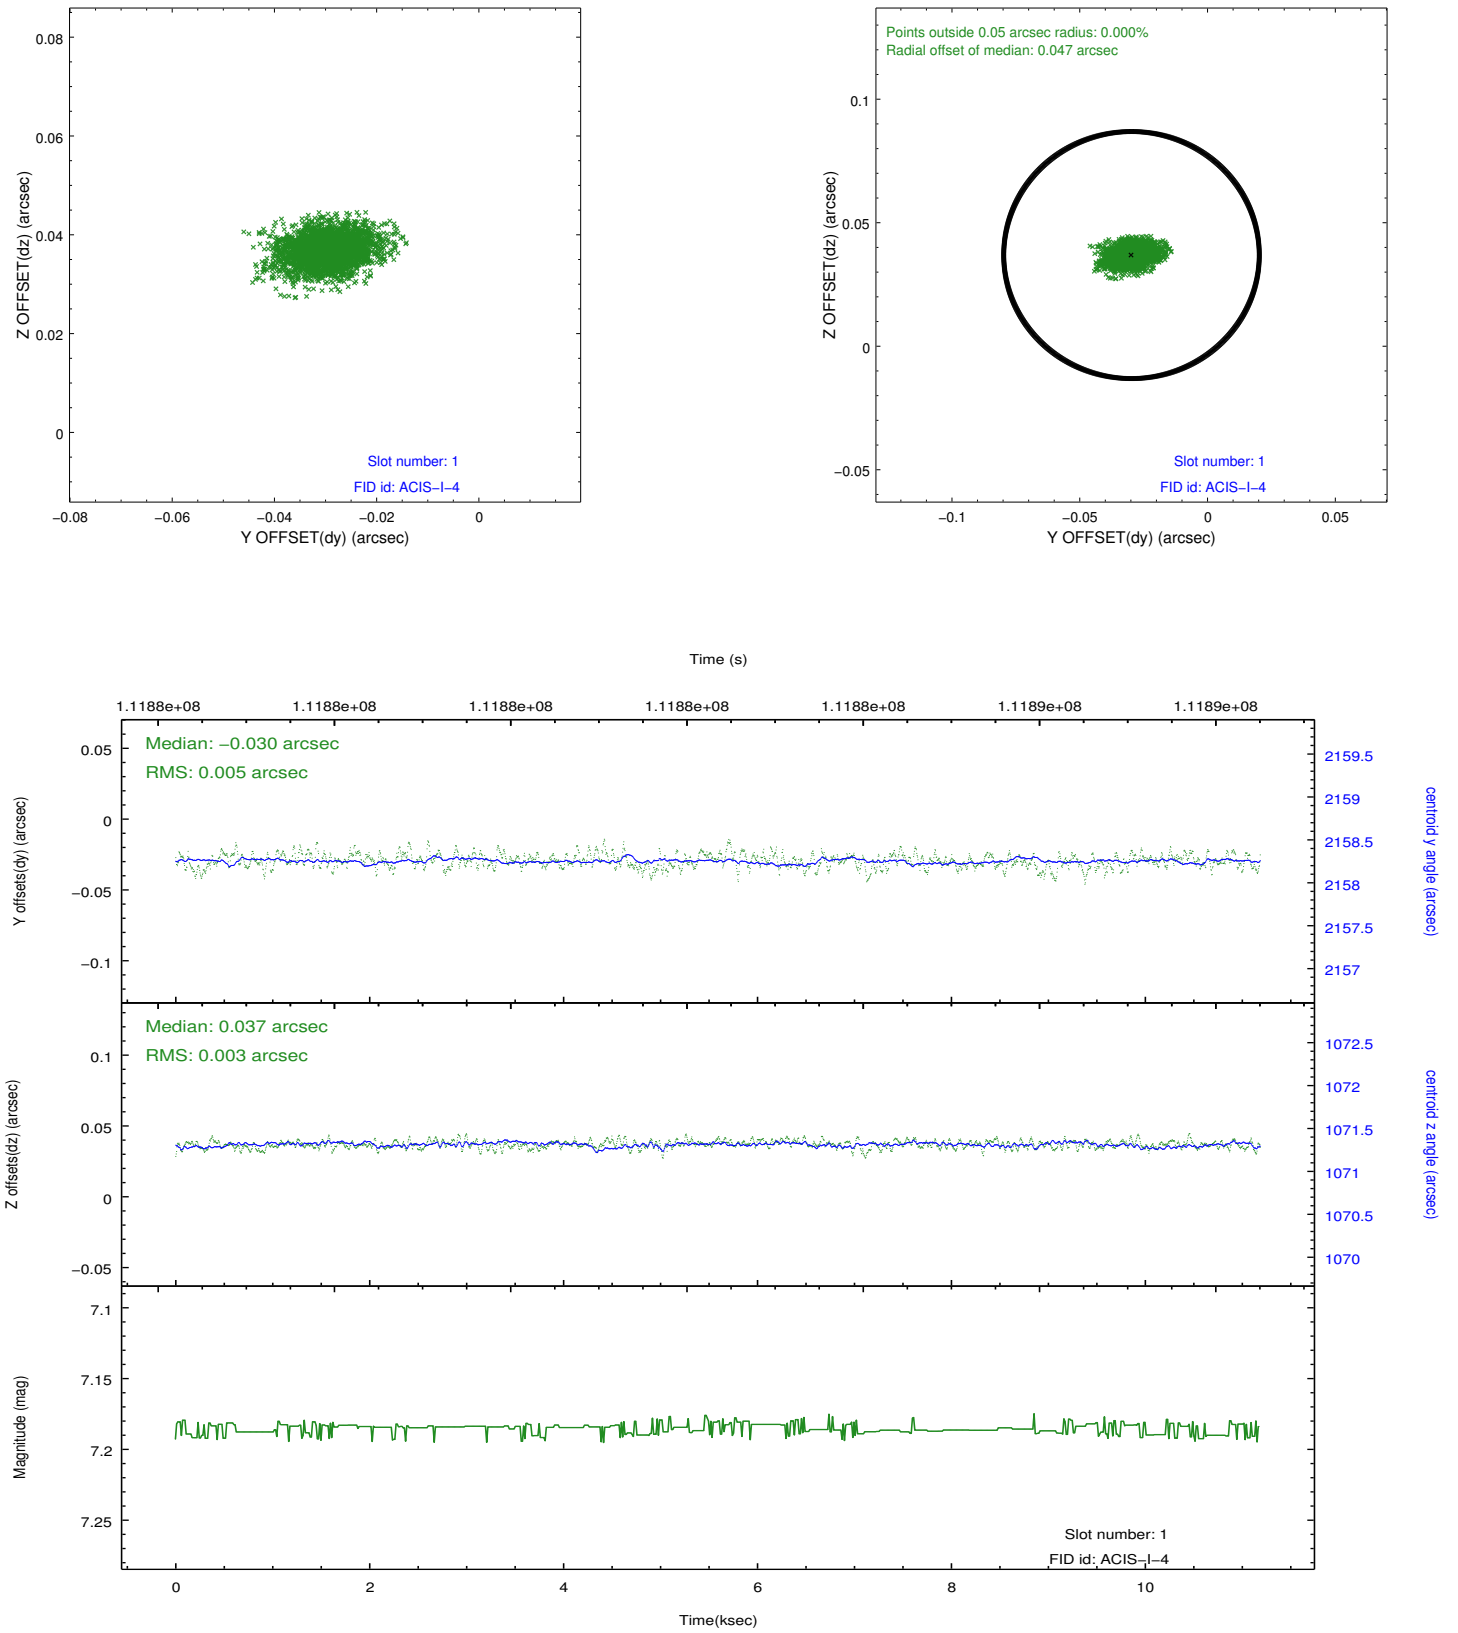 0.08
0.06
0.04
0.02
0
Z OFFSET(dz) (arcsec)
Slot number: 1
FID id: ACIS−I−4
−0.08 −0.06 −0.04 −0.02 0
Y OFFSET(dy) (arcsec)
Points outside 0.05 arcsec radius: 0.000%
Radial offset of median: 0.047 arcsec
0.1
0.05
0
−0.05
Z OFFSET(dz) (arcsec)
Slot number: 1
FID id: ACIS−I−4
−0.1 −0.05 0 0.05
Y OFFSET(dy) (arcsec)
Time (s)
1.1188e+08 1.1188e+08 1.1188e+08 1.1188e+08 1.1188e+08 1.1189e+08 1.1189e+08
Median: −0.030 arcsec
RMS: 0.005 arcsec
0.05
0
−0.05
−0.1
Y offsets(dy) (arcsec)
2159.5
2159
2158.5
2158
2157.5
2157
centroid y angle (arcsec)
Median: 0.037 arcsec
RMS: 0.003 arcsec
0.1
0.05
0
−0.05
Z offsets(dz) (arcsec)
1072.5
1072
1071.5
1071
1070.5
1070
centroid z angle (arcsec)
7.1
7.15
7.2
7.25
Magnitude (mag)
Slot number: 1
FID id: ACIS−I−4
0 2 4 6 8 10
Time(ksec)